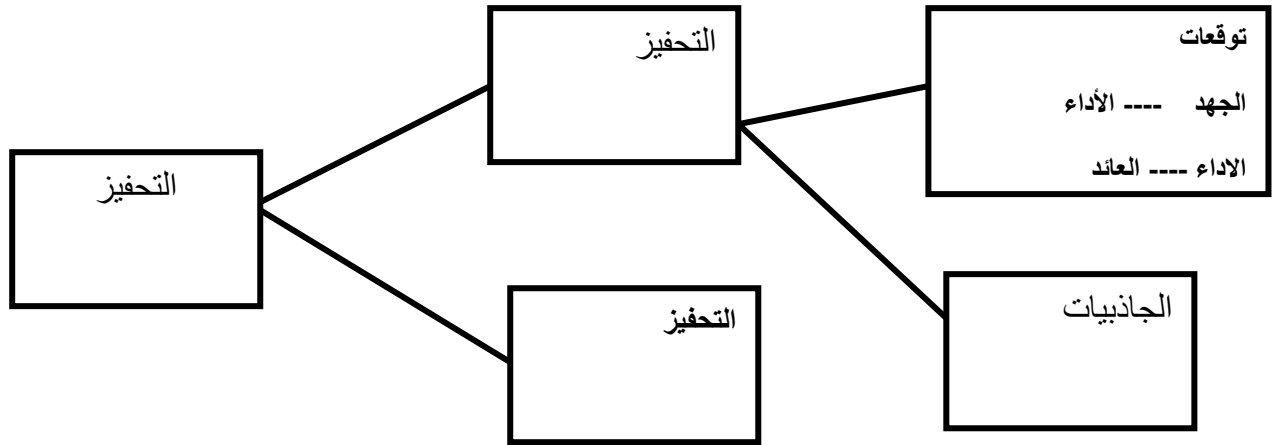 توقعات
الجهد ---- الأداء
الاداء ---- العائد
التحفيز
التحفيز
الجاذبيات
التحفيز